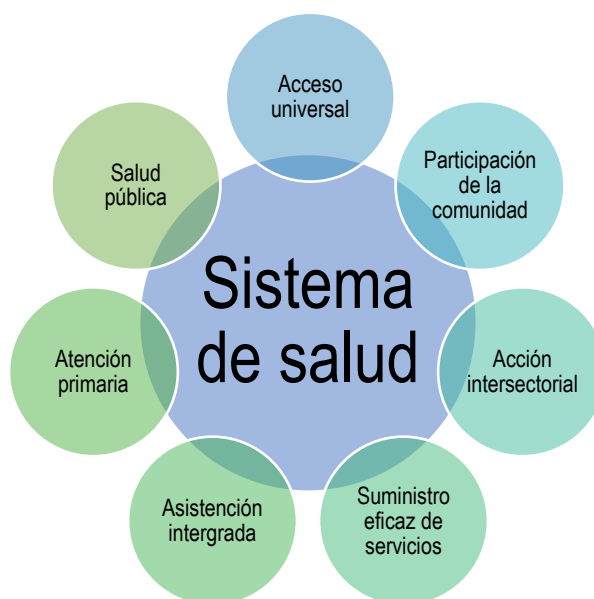 Acceso
universal
Participación
de la
comunidad
Acción
intersectorial
Suministro
eficaz de
servicios
Asistención
intergrada
Atención
primaria
Salud
pública
Sistema
de salud